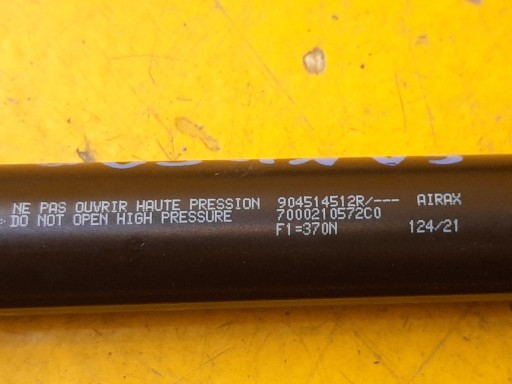 NE PAS OUVRIR HAUTE PRESSION 904514512R/--- AIRAX
DO NOT OPEN HIGH PRESSURE 7000210572C0
F1=370N 124/21